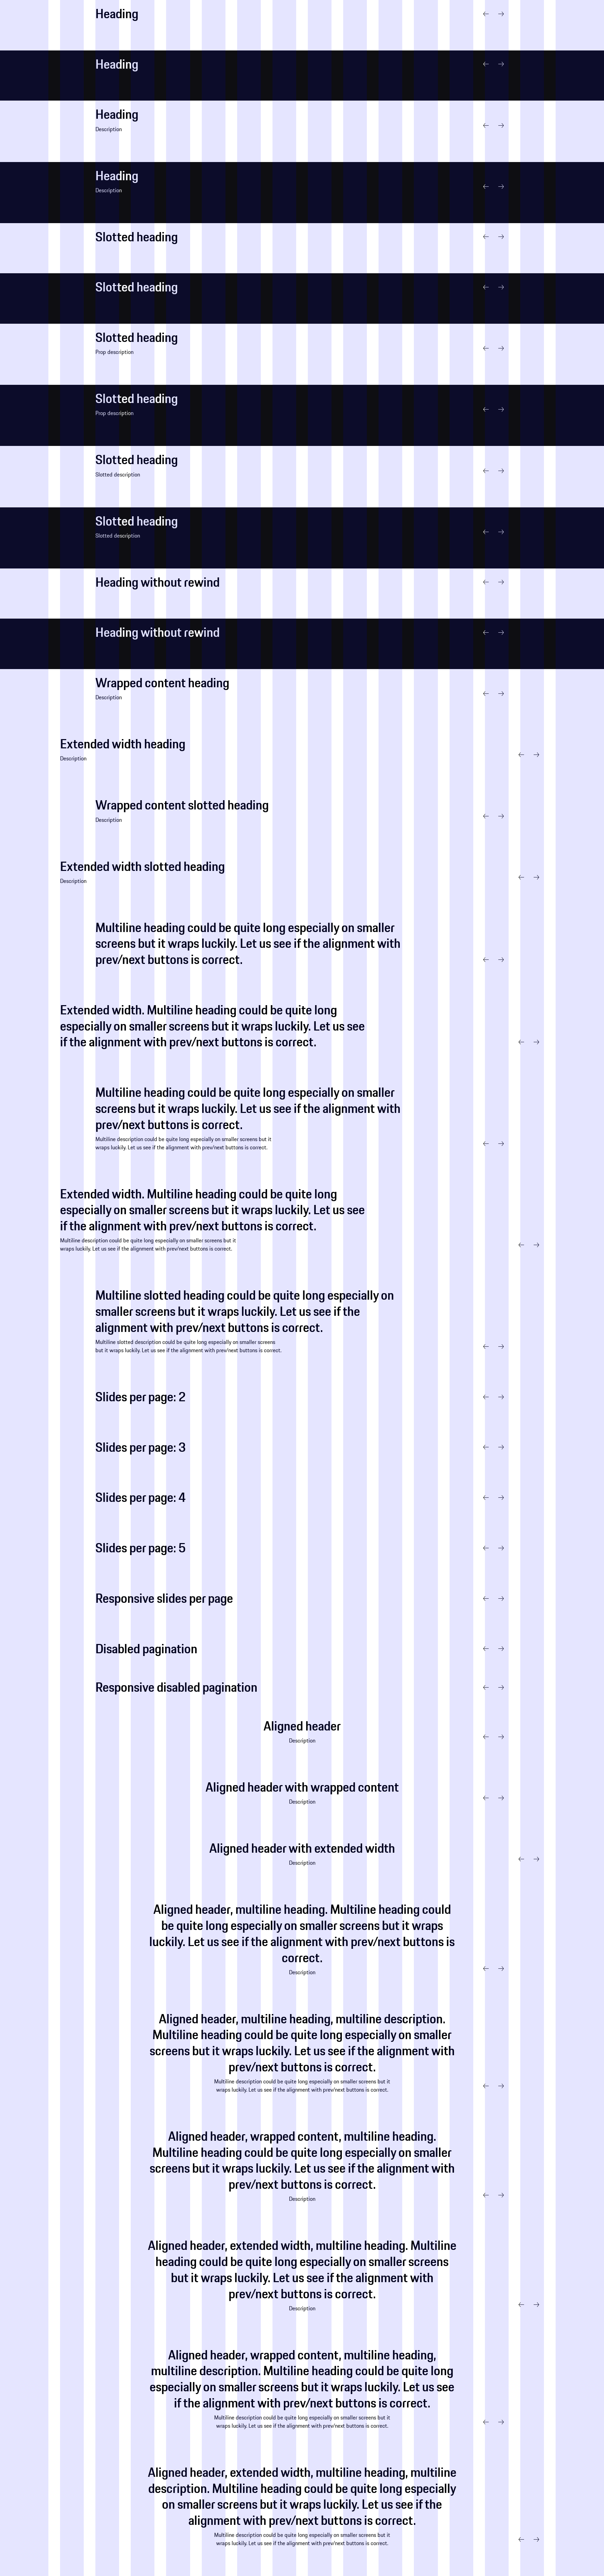 Heading
Heading
Heading
Description
Heading
Description
Slotted heading
Slotted heading
Slotted heading
Prop description
Slotted heading
Prop description
Slotted heading
Slotted description
Slotted heading
Slotted description
Heading without rewind
Heading without rewind
Wrapped content heading
Description
Extended width heading
Description
Wrapped content slotted heading
Description
Extended width slotted heading
Description
Multiline heading could be quite long especially on smaller
screens but it wraps luckily. Let us see if the alignment with
prev/next buttons is correct.
Extended width. Multiline heading could be quite long
especially on smaller screens but it wraps luckily. Let us see
if the alignment with prev/next buttons is correct.
Multiline heading could be quite long especially on smaller
screens but it wraps luckily. Let us see if the alignment with
prev/next buttons is correct.
Multiline description could be quite long especially on smaller screens but it
wraps luckily. Let us see if the alignment with prev/next buttons is correct.
Extended width. Multiline heading could be quite long
especially on smaller screens but it wraps luckily. Let us see
if the alignment with prev/next buttons is correct.
Multiline description could be quite long especially on smaller screens but it
wraps luckily. Let us see if the alignment with prev/next buttons is correct.
Multiline slotted heading could be quite long especially on
smaller screens but it wraps luckily. Let us see if the
alignment with prev/next buttons is correct.
Multiline slotted description could be quite long especially on smaller screens
but it wraps luckily. Let us see if the alignment with prev/next buttons is correct.
Slides per page: 2
Slides per page: 3
Slides per page: 4
Slides per page: 5
Responsive slides per page
Disabled pagination
Responsive disabled pagination
Aligned header
Description
Aligned header with wrapped content
Description
Aligned header with extended width
Description
Aligned header, multiline heading. Multiline heading could
be quite long especially on smaller screens but it wraps
luckily. Let us see if the alignment with prev/next buttons is
correct.
Description
Aligned header, multiline heading, multiline description.
Multiline heading could be quite long especially on smaller
screens but it wraps luckily. Let us see if the alignment with
prev/next buttons is correct.
Multiline description could be quite long especially on smaller screens but it
wraps luckily. Let us see if the alignment with prev/next buttons is correct.
Aligned header, wrapped content, multiline heading.
Multiline heading could be quite long especially on smaller
screens but it wraps luckily. Let us see if the alignment with
prev/next buttons is correct.
Description
Aligned header, extended width, multiline heading. Multiline
heading could be quite long especially on smaller screens
but it wraps luckily. Let us see if the alignment with
prev/next buttons is correct.
Description
Aligned header, wrapped content, multiline heading,
multiline description. Multiline heading could be quite long
especially on smaller screens but it wraps luckily. Let us see
if the alignment with prev/next buttons is correct.
Multiline description could be quite long especially on smaller screens but it
wraps luckily. Let us see if the alignment with prev/next buttons is correct.
Aligned header, extended width, multiline heading, multiline
description. Multiline heading could be quite long especially
on smaller screens but it wraps luckily. Let us see if the
alignment with prev/next buttons is correct.
Multiline description could be quite long especially on smaller screens but it
wraps luckily. Let us see if the alignment with prev/next buttons is correct.